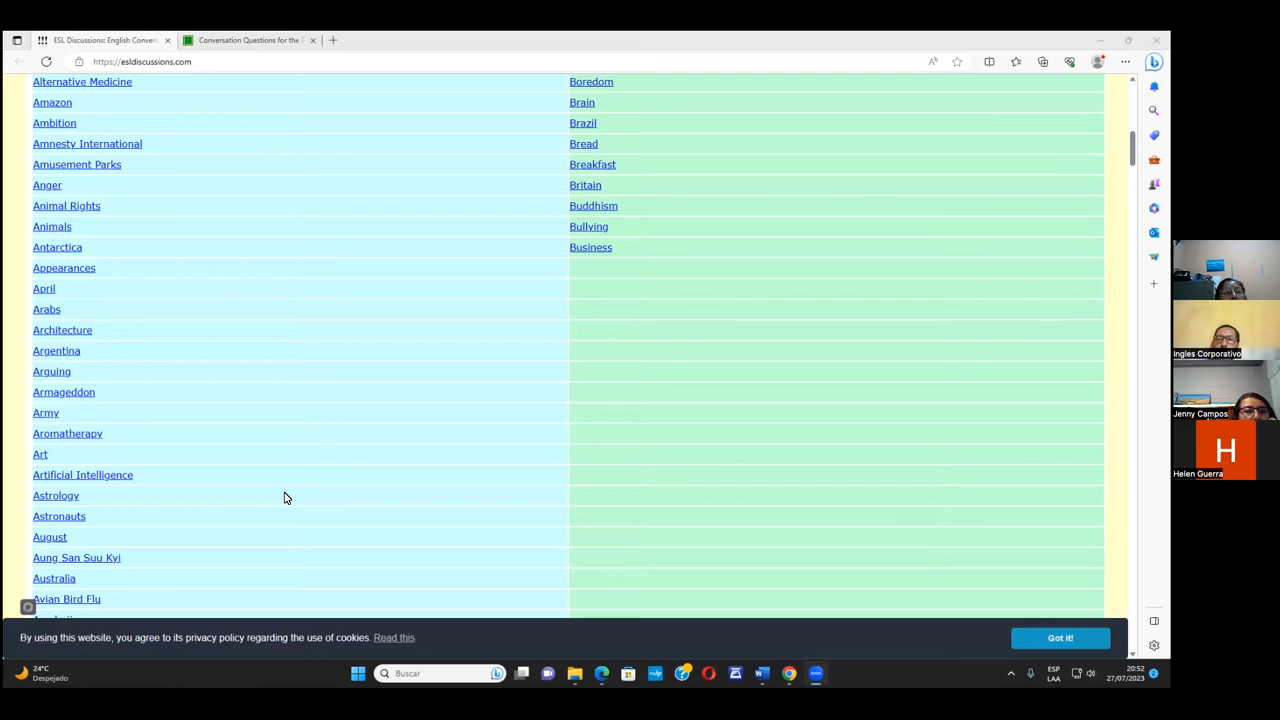 ESL Discussions: English Conver
Conversation Questions for the E
https://esldiscussions.com
Alternative Medicine
Amazon
Ambition
Amnesty International
Amusement Parks
Anger
Animal Rights
Animals
Antarctica
Appearances
April
Arabs
Architecture
Argentina
Arguing
Armageddon
Army
Aromatherapy
Art
Artificial Intelligence
Astrology
Astronauts
August
Aung San Suu Kyi
Australia
Avian Bird Flu
Boredom
Brain
Brazil
Bread
Breakfast
Britain
Buddhism
Bullying
Business
By using this website, you agree to its privacy policy regarding the use of cookies. Read this
Got it!
Ingles Corporativo
Jenny Campos
H
Helen Guerra
24°C
Despejado
Buscar
ESP
LAA
20:52
27/07/2023